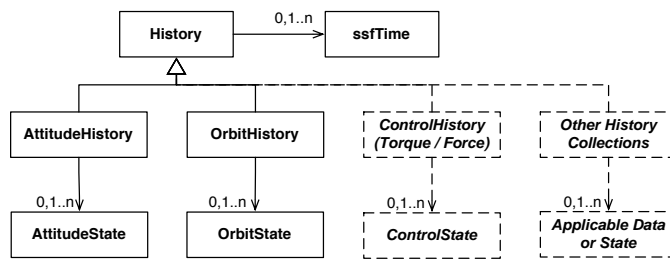 History
0,1..n
ssfTime
AttitudeHistory
OrbitHistory
ControlHistory
(Torque / Force)
Other History
Collections
0,1..n
0,1..n
0,1..n
0,1..n
AttitudeState
OrbitState
ControlState
Applicable Data
or State